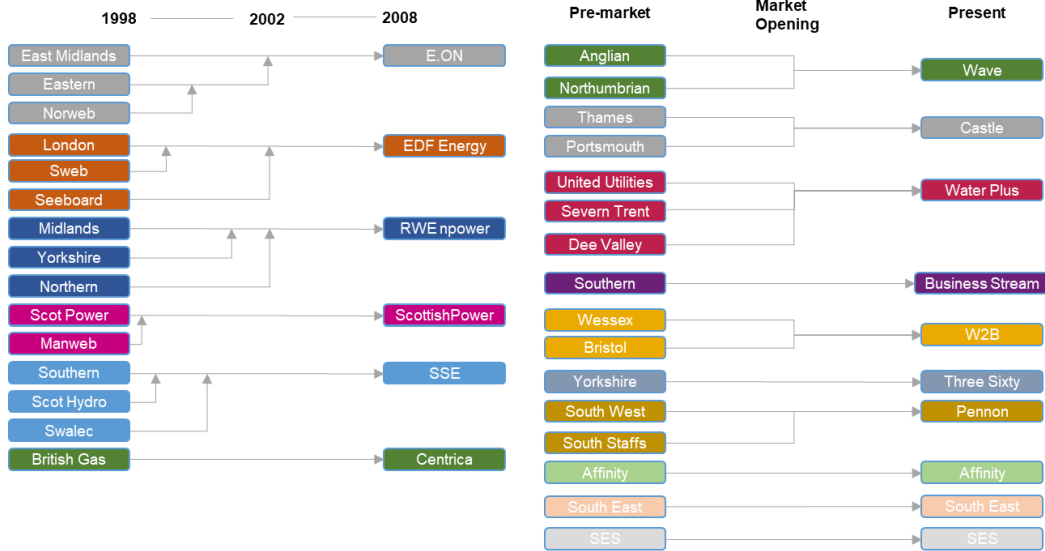 1998 2002 2008
East Midlands E.ON
Eastern
Norweb
London EDF Energy
Sweb
Seeboard
Midlands RWE npower
Yorkshire
Northern
Scot Power ScottishPower
Manweb
Southern SSE
Scot Hydro
Swalec
British Gas Centrica
Pre-market Market Present
Opening
Anglian
Wave
Northumbrian
Thames
Castle
Portsmouth
United Utilities
Water Plus
Severn Trent
Dee Valley
Southern Business Stream
Wessex
W2B
Bristol
Yorkshire Three Sixty
South West Pennon
South Staffs
Affinity Affinity
South East South East
SES SES